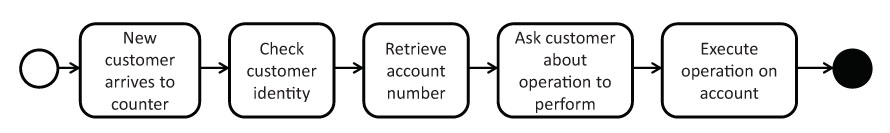 New
customer
arrives to
counter
Check
customer
identity
Retrieve
account
number
Ask customer
about
operation to
perform
Execute
operation on
account